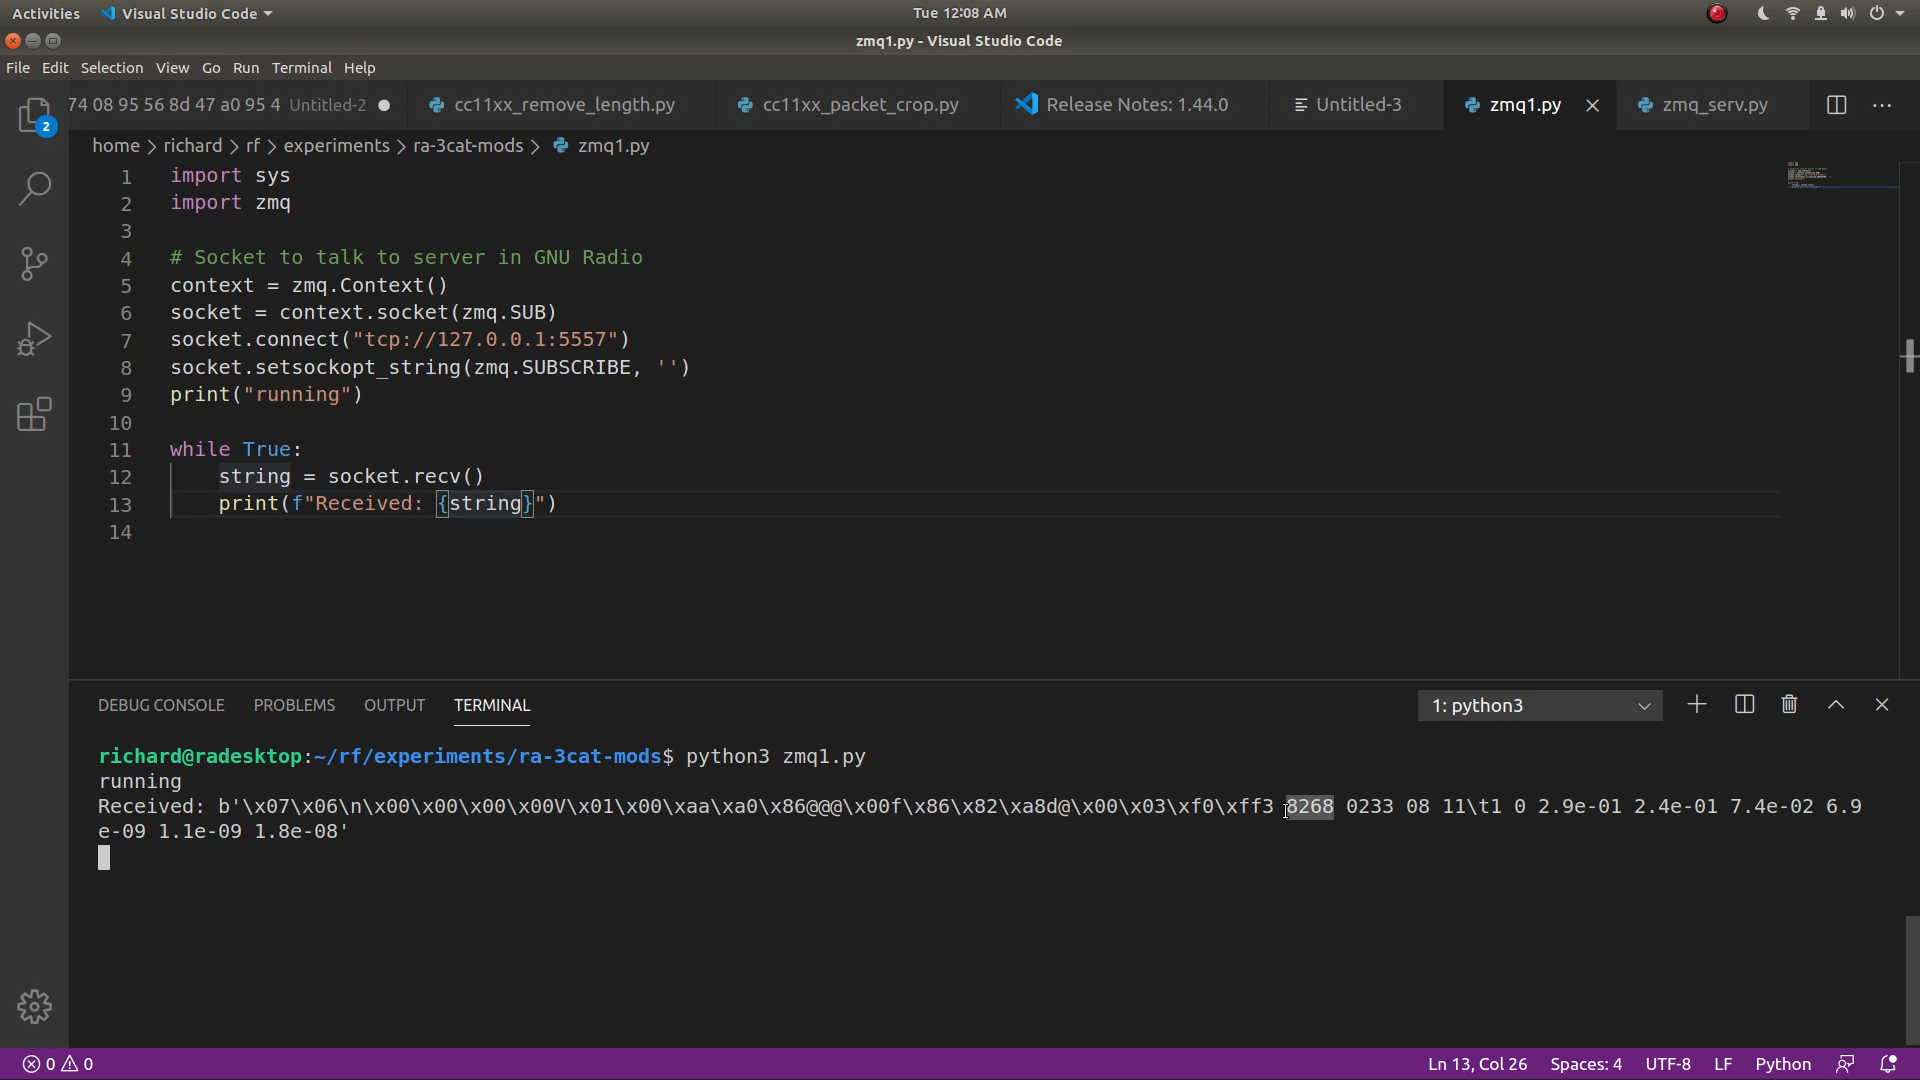 Activities Visual Studio Code Tue 12:08 AM
zmq1.py - Visual Studio Code
File Edit Selection View Go Run Terminal Help
74 08 95 56 8d 47 a0 95 4 Untitled-2 cc11xx_remove_length.py cc11xx_packet_crop.py Release Notes: 1.44.0 Untitled-3 zmq1.py zmq_serv.py
2
home > richard > rf > experiments > ra-3cat-mods > zmq1.py
1 import sys
2 import zmq
3
4 # Socket to talk to server in GNU Radio
5 context = zmq.Context()
6 socket = context.socket(zmq.SUB)
7 socket.connect("tcp://127.0.0.1:5557")
8 socket.setsockopt_string(zmq.SUBSCRIBE, '')
9 print("running")
10
11 while True:
12 string = socket.recv()
13 print(f"Received: {string}")
14
DEBUG CONSOLE PROBLEMS OUTPUT TERMINAL 1: python3
richard@radesktop:~/rf/experiments/ra-3cat-mods$ python3 zmq1.py
running
Received: b'\x07\x06\n\x00\x00\x00\x00V\x01\x00\xaa\xa0\x86@@@\x00f\x86\x82\xa8d@\x00\x03\xf0\xff3 8268 0233 08 11\t1 0 2.9e-01 2.4e-01 7.4e-02 6.9
e-09 1.1e-09 1.8e-08'
0 0 Ln 13, Col 26 Spaces: 4 UTF-8 LF Python